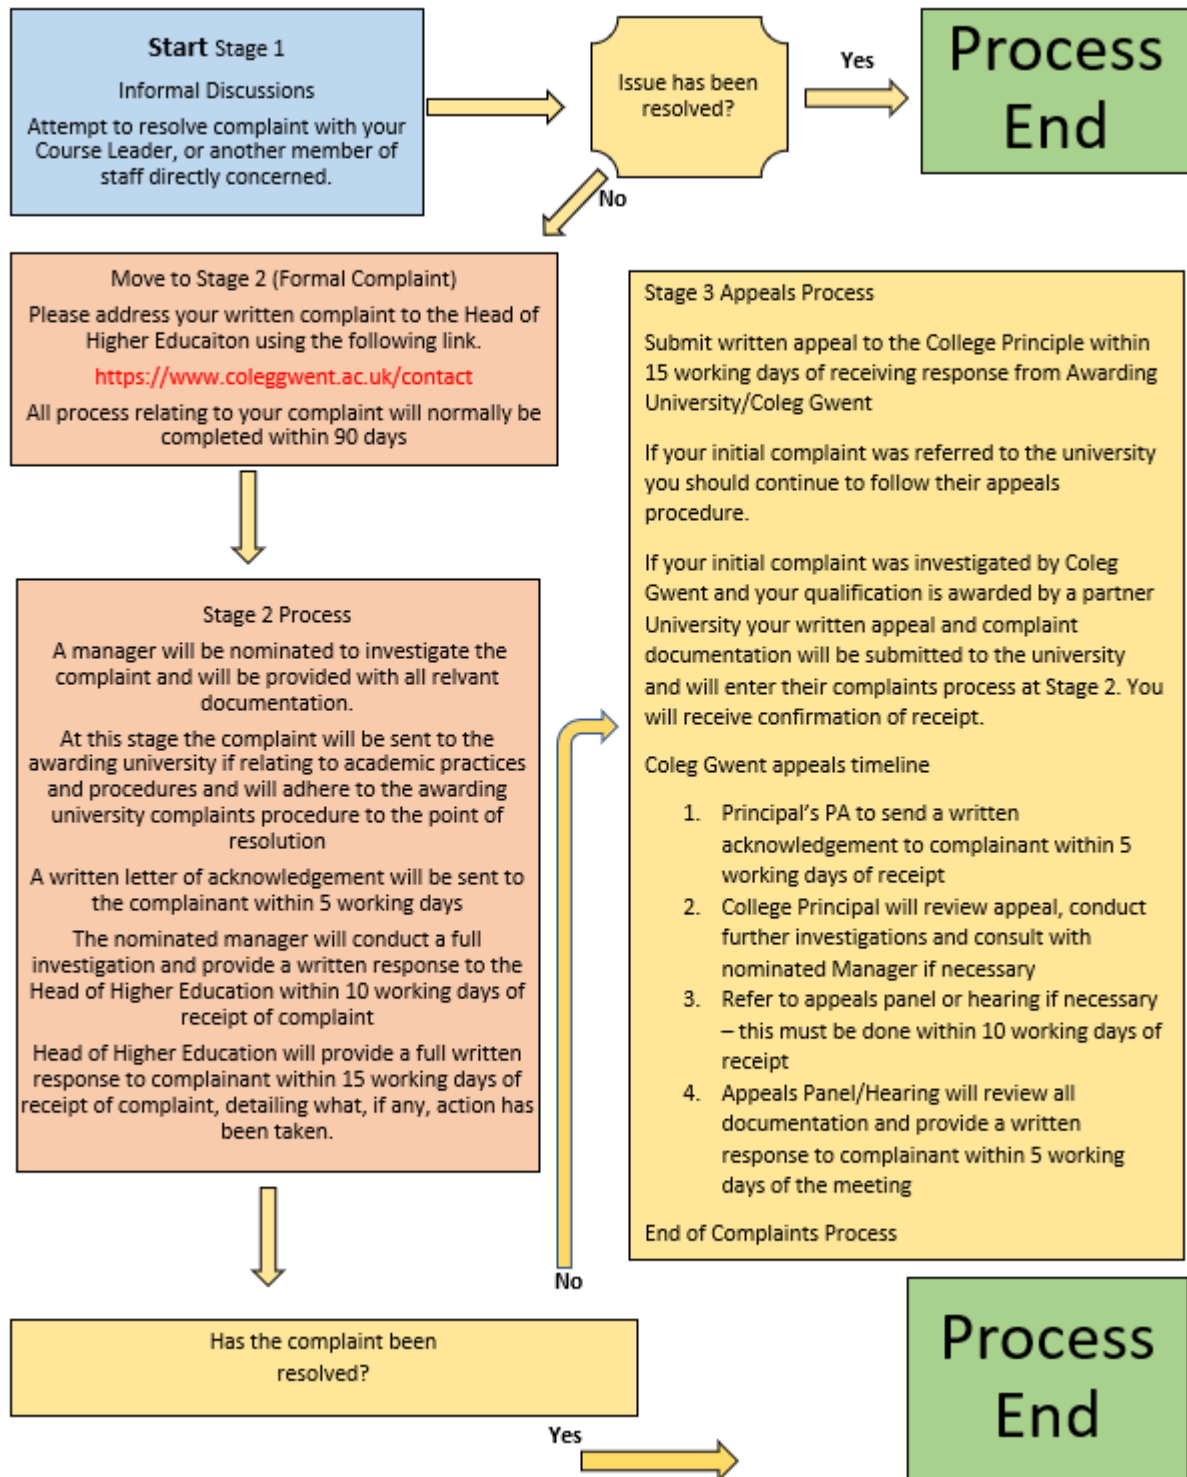 Start Stage 1
Informal Discussions
Attempt to resolve complaint with your
Course Leader, or another member of
staff directly concerned.
Issue has been
resolved?
Yes
Process
End
No
Move to Stage 2 (Formal Complaint)
Please address your written complaint to the Head of
Higher Educaiton using the following link.
https://www.coleggwent.ac.uk/contact
All process relating to your complaint will normally be
completed within 90 days
Stage 2 Process
A manager will be nominated to investigate the
complaint and will be provided with all relvant
documentation.
At this stage the complaint will be sent to the
awarding university if relating to academic practices
and procedures and will adhere to the awarding
university complaints procedure to the point of
resolution
A written letter of acknowledgement will be sent to
the complainant within 5 working days
The nominated manager will conduct a full
investigation and provide a written response to the
Head of Higher Education within 10 working days of
receipt of complaint
Head of Higher Education will provide a full written
response to complainant within 15 working days of
receipt of complaint, detailing what, if any, action has
been taken.
Has the complaint been
resolved?
No
Stage 3 Appeals Process
Submit written appeal to the College Principle within
15 working days of receiving response from Awarding
University/Coleg Gwent
If your initial complaint was referred to the university
you should continue to follow their appeals
procedure.
If your initial complaint was investigated by Coleg
Gwent and your qualification is awarded by a partner
University your written appeal and complaint
documentation will be submitted to the university
and will enter their complaints process at Stage 2. You
will receive confirmation of receipt.
Coleg Gwent appeals timeline
1. Principal's PA to send a written
acknowledgement to complainant within 5
working days of receipt
2. College Principal will review appeal, conduct
further investigations and consult with
nominated Manager if necessary
3. Refer to appeals panel or hearing if necessary
– this must be done within 10 working days of
receipt
4. Appeals Panel/Hearing will review all
documentation and provide a written
response to complainant within 5 working
days of the meeting
End of Complaints Process
Yes
Process
End